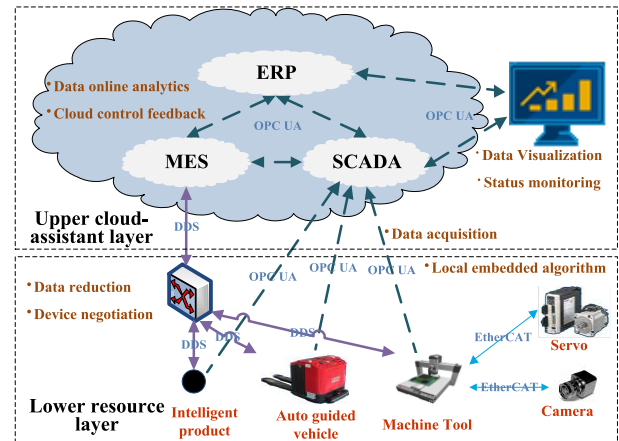 ERP
• Data online analytics
• Cloud control feedback
OPC UA
OPC UA
MES
SCADA
• Data Visualization
• Status monitoring
Upper cloud-
assistant layer
DDS
• Data acquisition
OPC UA
OPC UA
OPC UA
• Local embedded algorithm
• Data reduction
• Device negotiation
DDS
DDS
DDS
EtherCAT
Servo
EtherCAT
Lower resource
layer
Intelligent
product
Auto guided
vehicle
Machine Tool
Camera